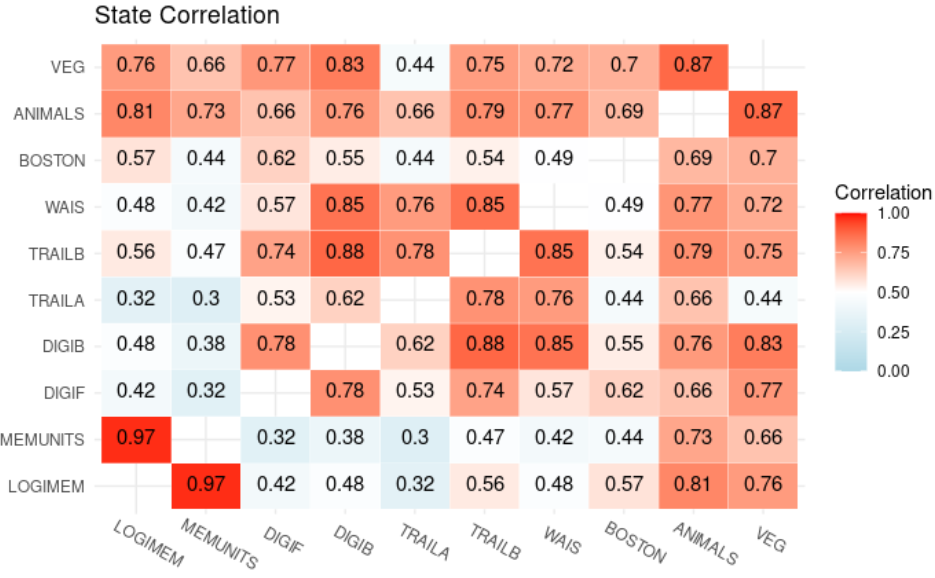 State Correlation
VEG 0.76 0.66 0.77 0.83 0.44 0.75 0.72 0.7 0.87
ANIMALS 0.81 0.73 0.66 0.76 0.66 0.79 0.77 0.69 0.87
BOSTON 0.57 0.44 0.62 0.55 0.44 0.54 0.49 0.69 0.7
WAIS 0.48 0.42 0.57 0.85 0.76 0.85 0.49 0.77 0.72
TRAILB 0.56 0.47 0.74 0.88 0.78 0.85 0.54 0.79 0.75
TRAILA 0.32 0.3 0.53 0.62 0.78 0.76 0.44 0.66 0.44
DIGIB 0.48 0.38 0.78 0.62 0.88 0.85 0.55 0.76 0.83
DIGIF 0.42 0.32 0.78 0.53 0.74 0.57 0.62 0.66 0.77
MEMUNITS 0.97 0.32 0.38 0.3 0.47 0.42 0.44 0.73 0.66
LOGIMEM 0.97 0.42 0.48 0.32 0.56 0.48 0.57 0.81 0.76
LOGIMEM MEMUNITS DIGIF DIGIB TRAILA TRAILB WAIS BOSTON ANIMALS VEG
Correlation
1.00
0.75
0.50
0.25
0.00